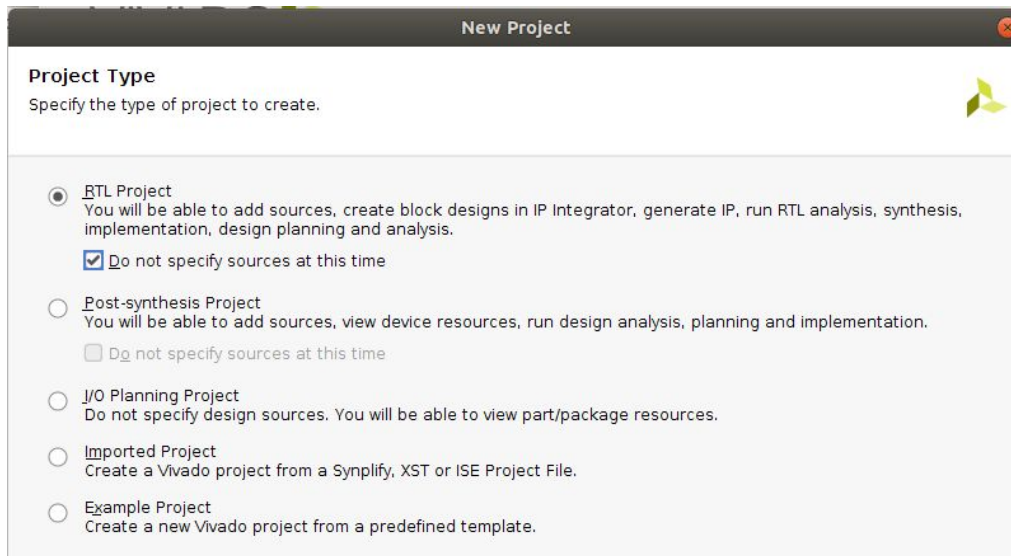 New Project
Project Type
Specify the type of project to create.
RTL Project
You will be able to add sources, create block designs in IP Integrator, generate IP, run RTL analysis, synthesis,
implementation, design planning and analysis.
Do not specify sources at this time
Post-synthesis Project
You will be able to add sources, view device resources, run design analysis, planning and implementation.
Do not specify sources at this time
I/O Planning Project
Do not specify design sources. You will be able to view part/package resources.
Imported Project
Create a Vivado project from a Synplify, XST or ISE Project File.
Example Project
Create a new Vivado project from a predefined template.